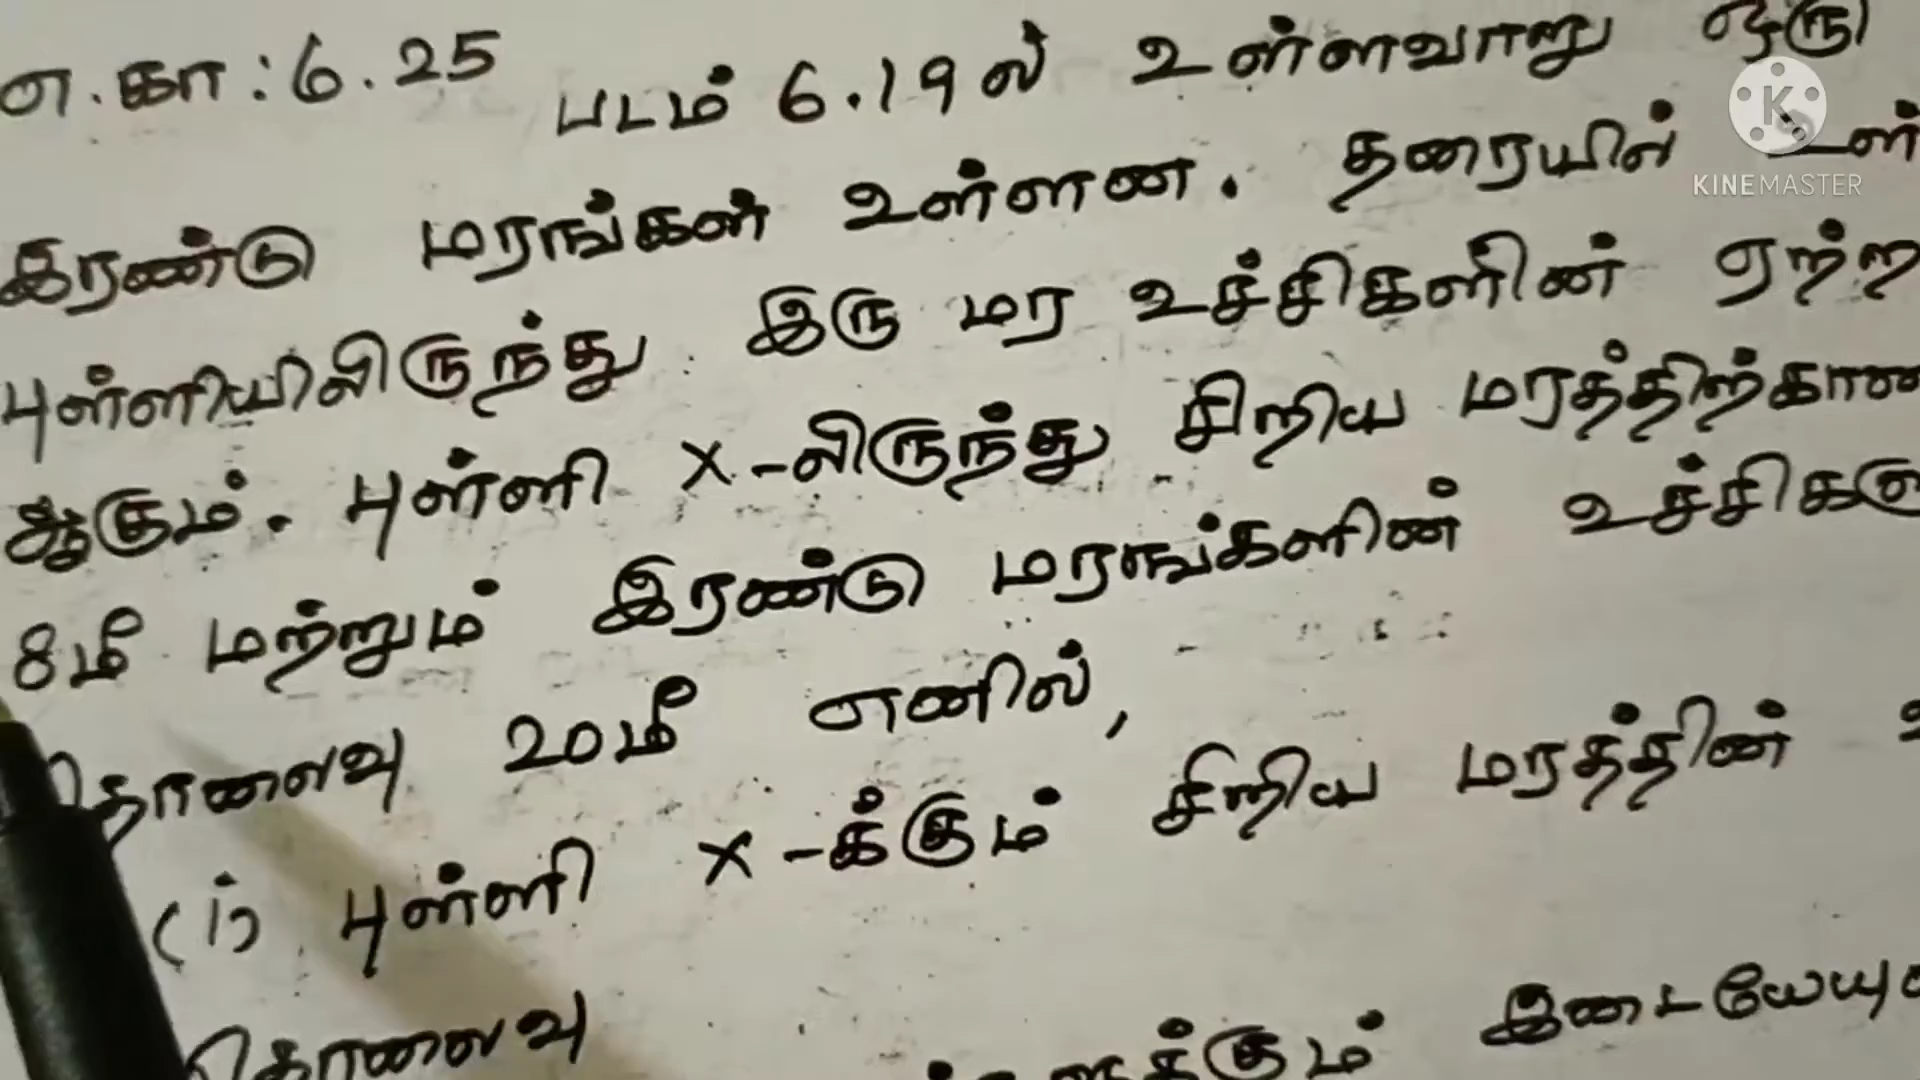 எ.கா : 6.25 படம் 6.19ல் உள்ளவாறு ஒரு
KINEMASTER
இரண்டு மரங்கள் உள்ளன. தரையில் உள்
புள்ளியிலிருந்து இரு மர உச்சிகளின் ஏற்ற
ஆகும். புள்ளி X-லிருந்து சிறிய மரத்திற்கான
8மீ மற்றும் இரண்டு மரங்களின் உச்சிகளு
தொலைவு 20மீ எனில்,
(i) புள்ளி X-க்கும் சிறிய மரத்தின் உ
தொலைவு
க்கும் இடையேயு